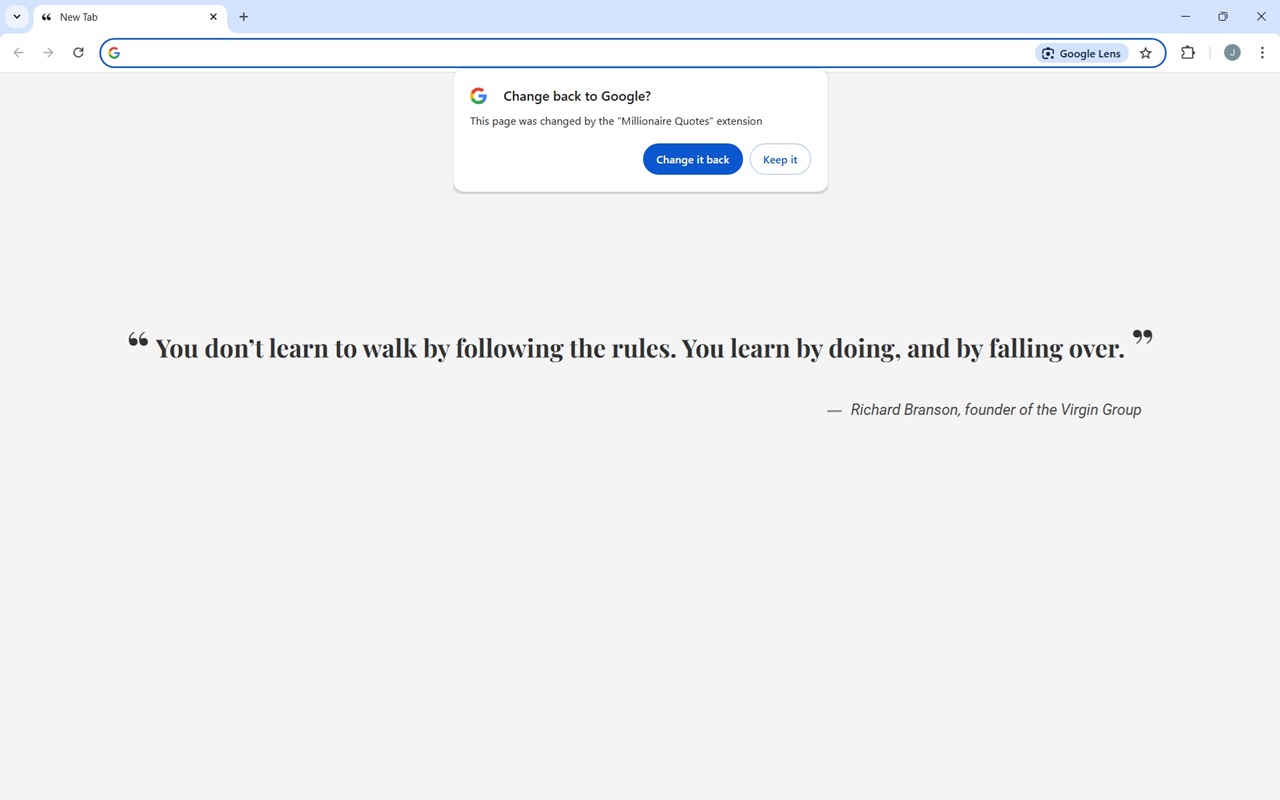 New Tab
Google Lens
J
Change back to Google?
This page was changed by the "Millionaire Quotes" extension
Change it back
Keep it
“ You don’t learn to walk by following the rules. You learn by doing, and by falling over. ”
— Richard Branson, founder of the Virgin Group